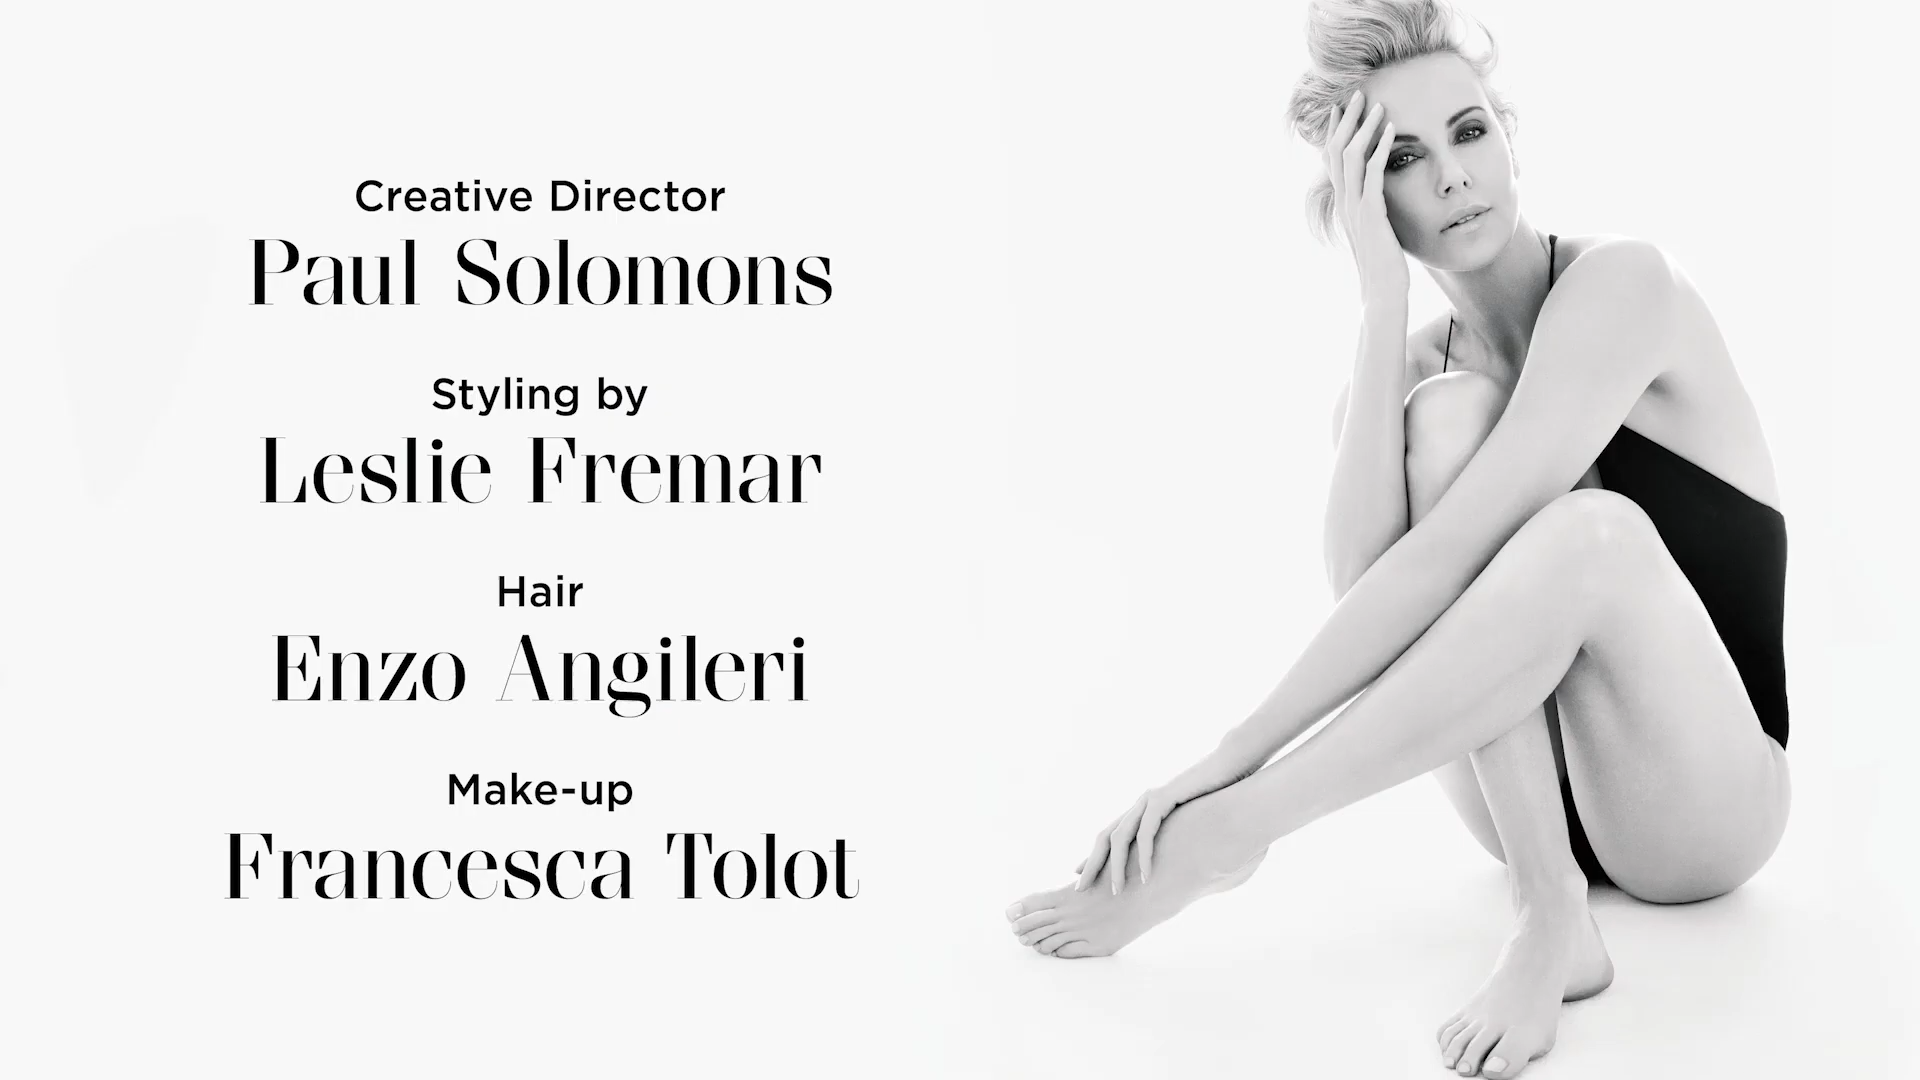 Creative Director
Paul Solomons
Styling by
Leslie Fremar
Hair
Enzo Angileri
Make-up
Francesca Tolot